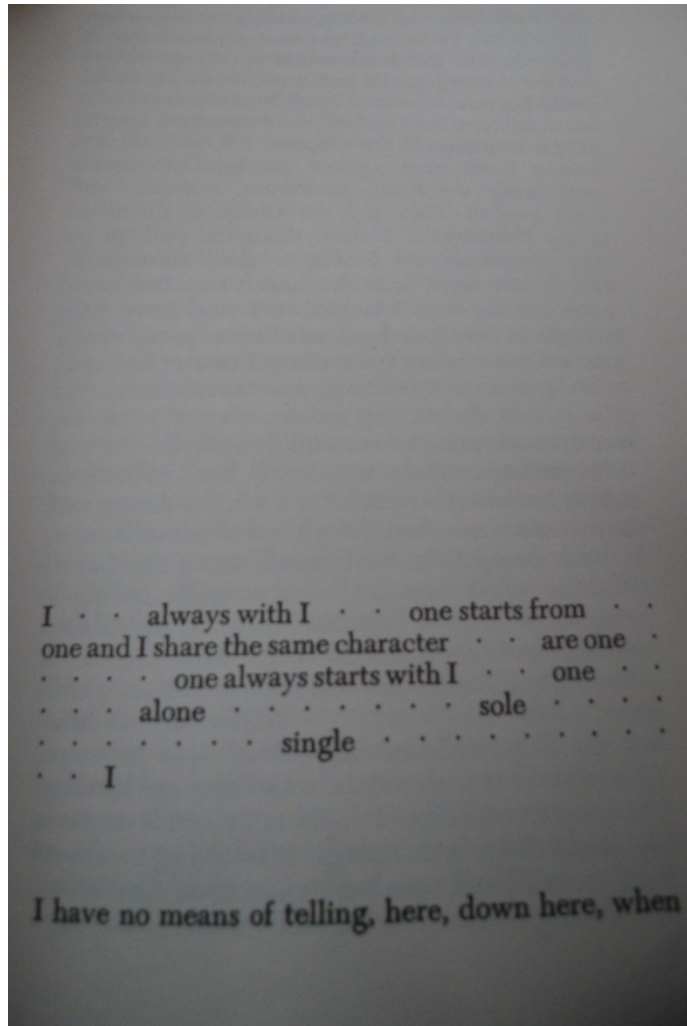 I · · always with I · · one starts from · ·
one and I share the same character · · are one ·
· · · · one always starts with I · · one · ·
· · · alone · · · · · · · sole · · · ·
· · · · · · · single · · · · · · · · ·
· · I
I have no means of telling, here, down here, when